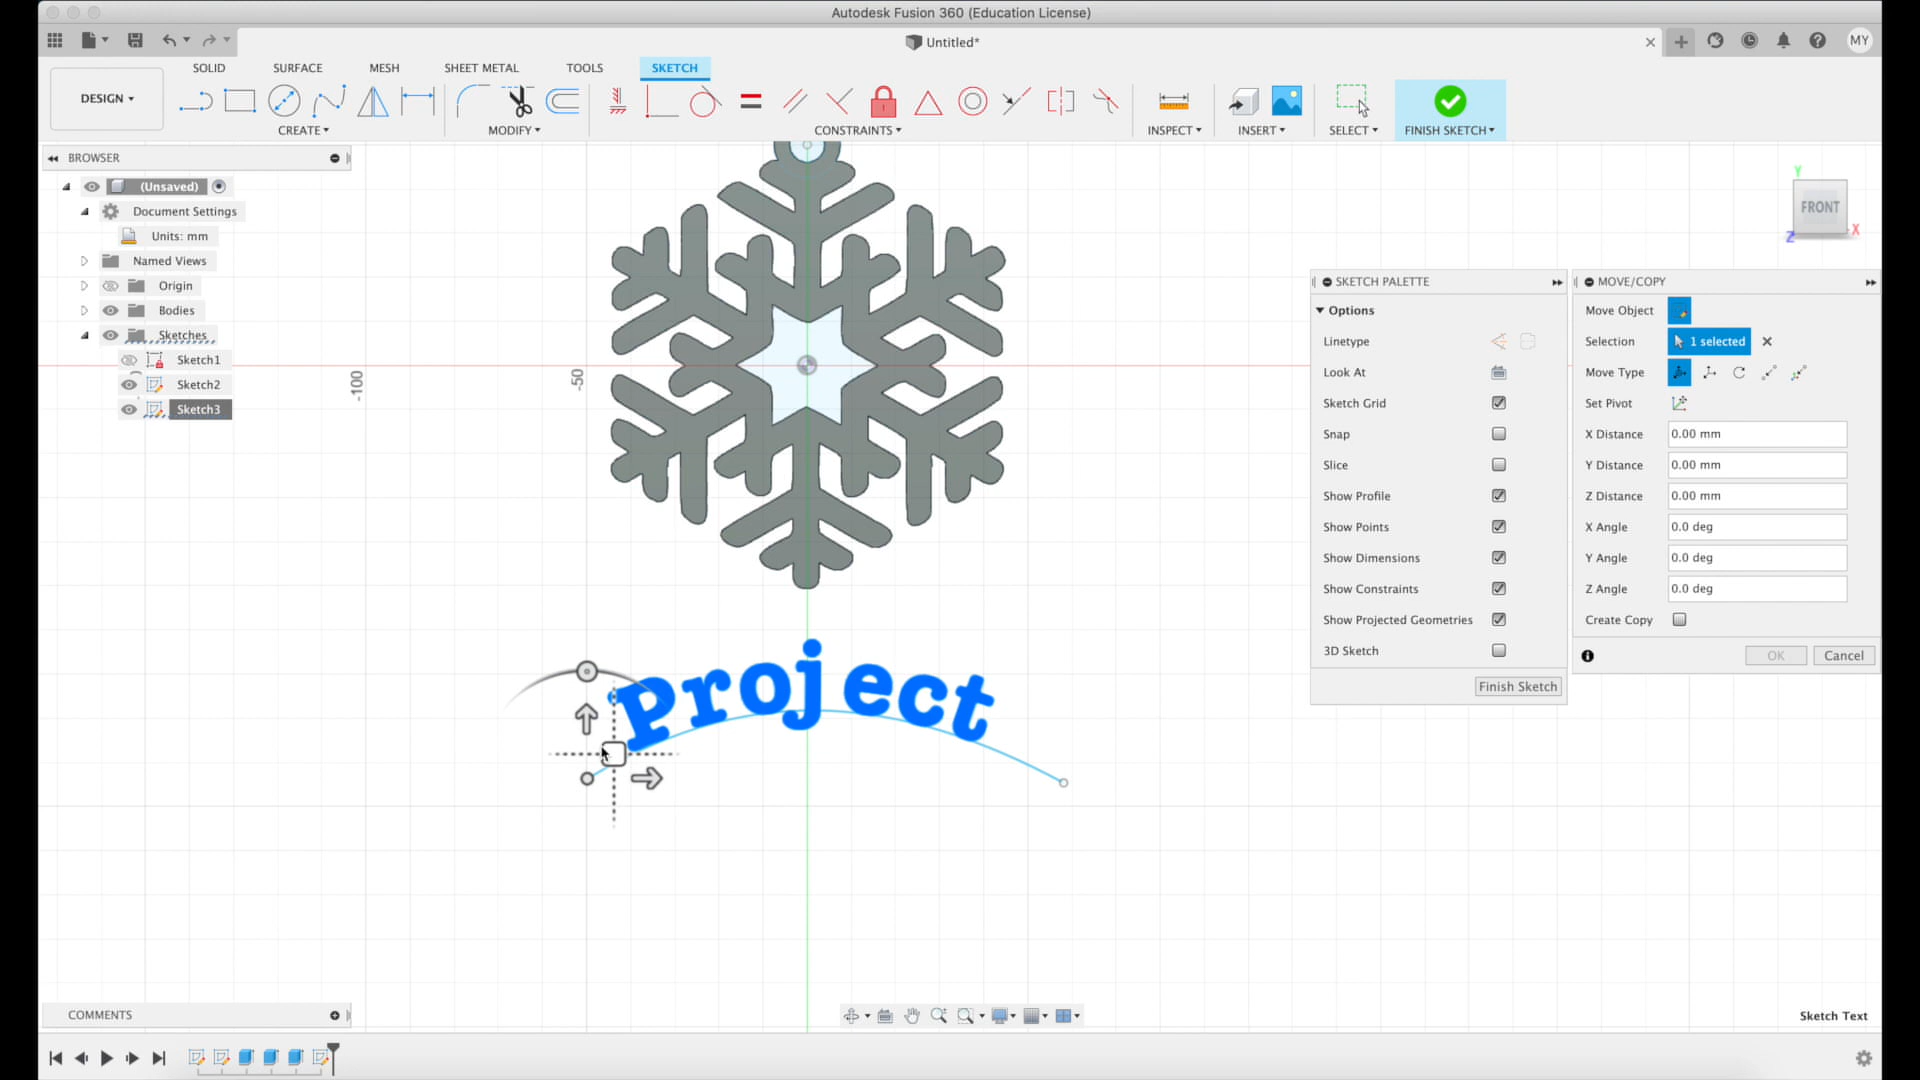 Autodesk Fusion 360 (Education License)
Untitled*
MY
DESIGN
SOLID SURFACE MESH SHEET METAL TOOLS SKETCH
CREATE MODIFY CONSTRAINTS INSPECT INSERT SELECT FINISH SKETCH
BROWSER
(Unsaved)
Document Settings
Units: mm
Named Views
Origin
Bodies
Sketches
Sketch1
Sketch2
Sketch3
-100
-50
Y
FRONT
Z
X
SKETCH PALETTE
Options
Linetype
Look At
Sketch Grid
Snap
Slice
Show Profile
Show Points
Show Dimensions
Show Constraints
Show Projected Geometries
3D Sketch
Finish Sketch
MOVE/COPY
Move Object
Selection 1 selected
Move Type
Set Pivot
X Distance 0.00 mm
Y Distance 0.00 mm
Z Distance 0.00 mm
X Angle 0.0 deg
Y Angle 0.0 deg
Z Angle 0.0 deg
Create Copy
OK Cancel
Project
COMMENTS
Sketch Text